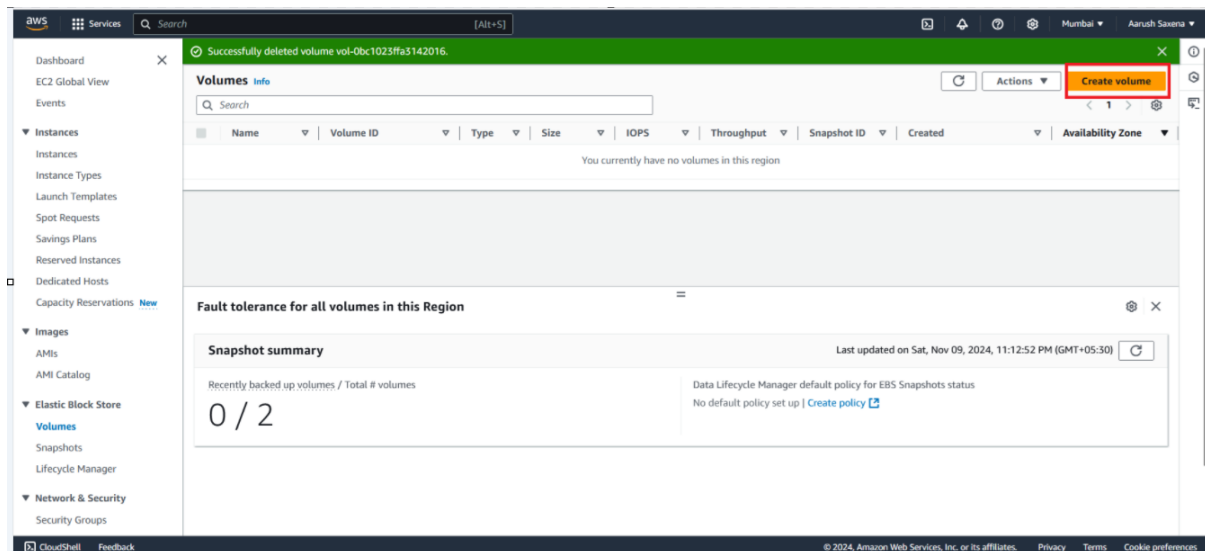 aws Services Search [Alt+S] Mumbai Aarush Saxena
Successfully deleted volume vol-0bc1023ffa3142016.
Dashboard
EC2 Global View
Events
Instances
Instances
Instance Types
Launch Templates
Spot Requests
Savings Plans
Reserved Instances
Dedicated Hosts
Capacity Reservations New
Images
AMIs
AMI Catalog
Elastic Block Store
Volumes
Snapshots
Lifecycle Manager
Network & Security
Security Groups
Volumes Info Actions Create volume
Search 1
Name Volume ID Type Size IOPS Throughput Snapshot ID Created Availability Zone
You currently have no volumes in this region
Fault tolerance for all volumes in this Region
Snapshot summary Last updated on Sat, Nov 09, 2024, 11:12:52 PM (GMT+05:30)
Recently backed up volumes / Total # volumes
0 / 2
Data Lifecycle Manager default policy for EBS Snapshots status
No default policy set up | Create policy
CloudShell Feedback © 2024, Amazon Web Services, Inc. or its affiliates. Privacy Terms Cookie preferences